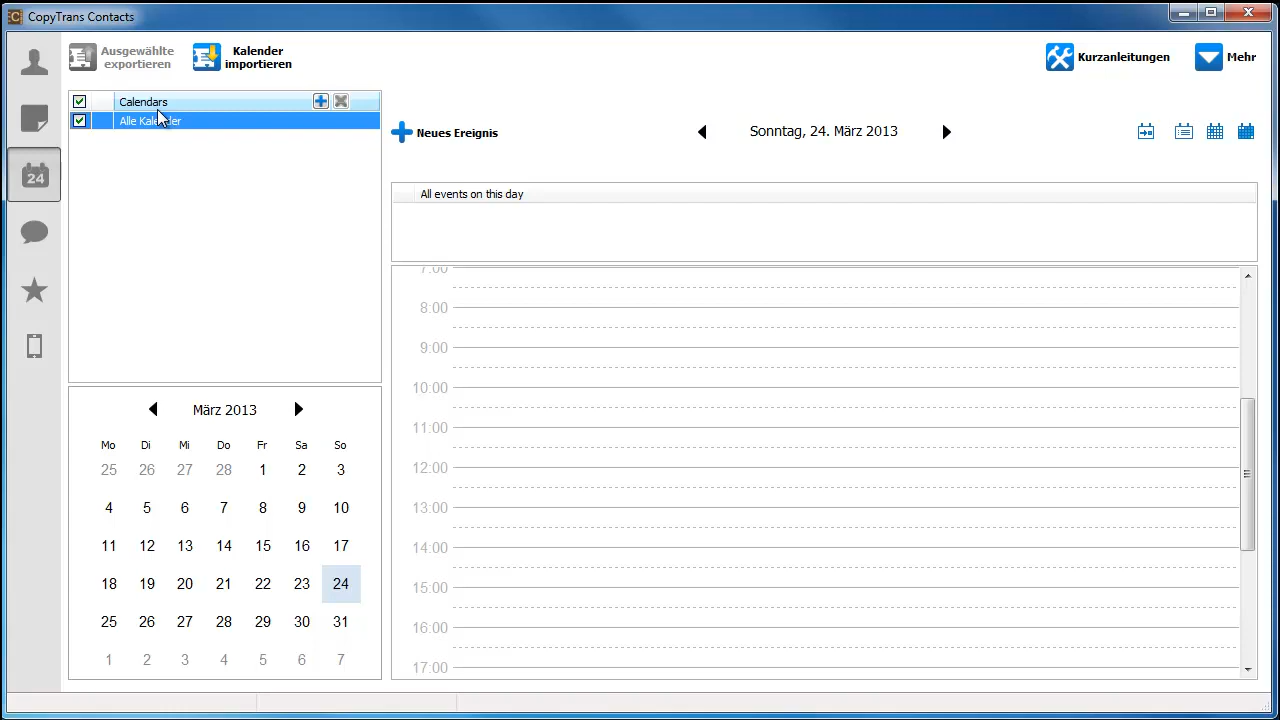 CopyTrans Contacts
Ausgewählte
exportieren
Kalender
importieren
Kurzanleitungen
Mehr
Calendars
Alle Kalender
24
Neues Ereignis
Sonntag, 24. März 2013
All events on this day
7:00
8:00
9:00
10:00
11:00
12:00
13:00
14:00
15:00
16:00
17:00
März 2013
Mo Di Mi Do Fr Sa So
25 26 27 28 1 2 3
4 5 6 7 8 9 10
11 12 13 14 15 16 17
18 19 20 21 22 23 24
25 26 27 28 29 30 31
1 2 3 4 5 6 7